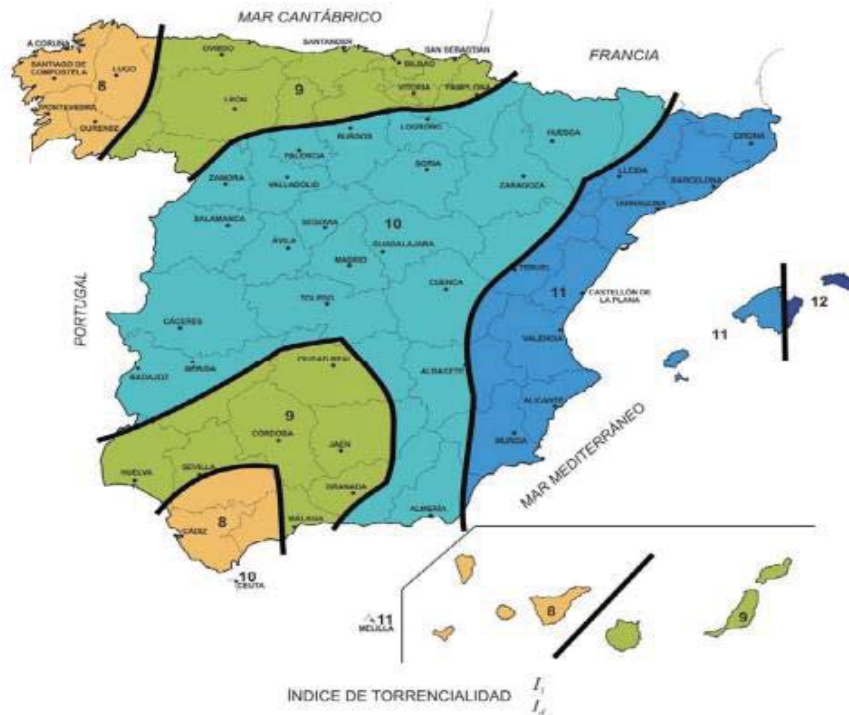 MAR CANTÁBRICO
A CORUÑA
OVIEDO
SANTANDER
SAN SEBASTIÁN
FRANCIA
SANTIAGO DE
COMPOSTELA
LUGO
BILBAO
8
9
VITORIA
PAMPLONA
PONTEVEDRA
LEÓN
OURENSE
BURGOS
LOGROÑO
HUESCA
GIRONA
PALENCIA
ZAMORA
VALLADOLID
SORIA
ZARAGOZA
LLEIDA
BARCELONA
TARRAGONA
SALAMANCA
SEGOVIA
10
ÁVILA
GUADALAJARA
MADRID
TERUEL
PORTUGAL
CUENCA
11
CASTELLÓN DE
LA PLANA
12
TOLEDO
11
CÁCERES
VALENCIA
CIUDAD REAL
ALBACETE
BADAJOZ
MÉRIDA
ALICANTE
9
CÓRDOBA
MURCIA
JAÉN
MAR MEDITERRÁNEO
HUELVA
SEVILLA
GRANADA
8
CÁDIZ
MÁLAGA
ALMERÍA
10
CEUTA
11
MELILLA
8
9
ÍNDICE DE TORRENCIALIDAD I₁
I_d